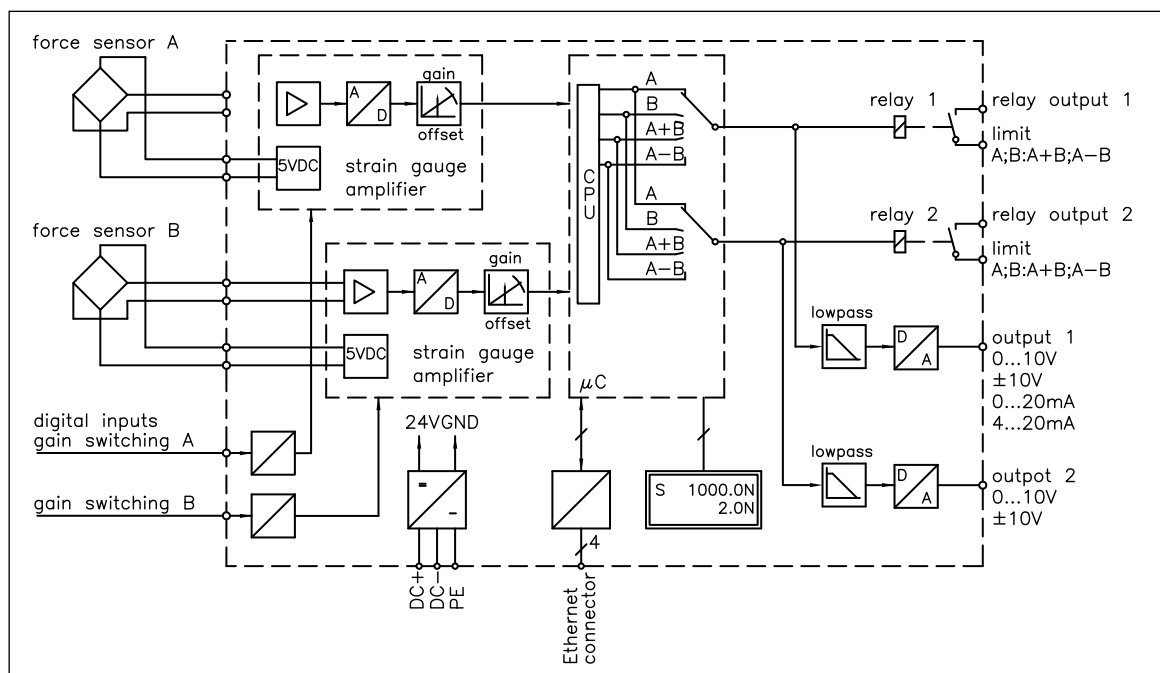 force sensor A
gain
A
D
offset
5VDC
strain gauge
amplifier
force sensor B
gain
A
D
offset
5VDC
strain gauge
amplifier
digital inputs
gain switching A
gain switching B
CPU
A
B
A+B
A−B
A
B
A+B
A−B
μC
relay 1
relay output 1
limit
A;B:A+B;A−B
relay 2
relay output 2
limit
A;B:A+B;A−B
lowpass
D
A
output 1
0...10V
±10V
0...20mA
4...20mA
lowpass
D
A
outpot 2
0...10V
±10V
24VGND
=
−
DC+
DC−
PE
4
Ethernet
connector
S 1000.0N
2.0N